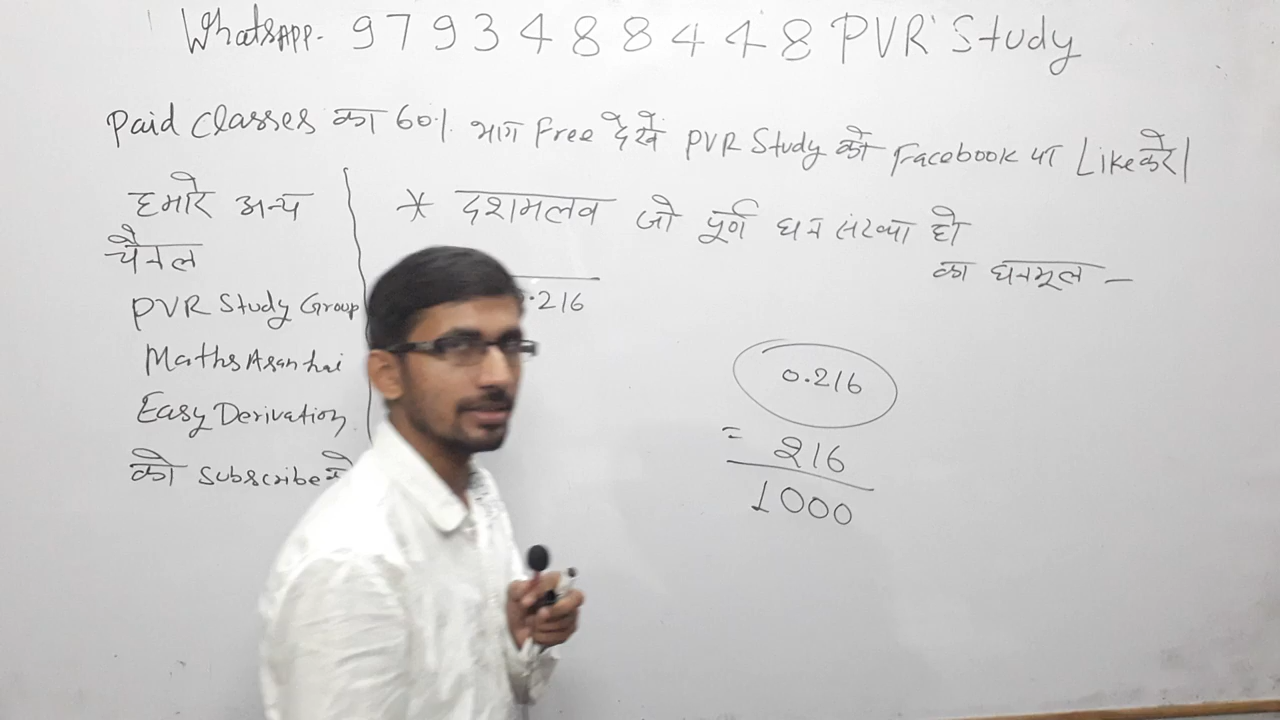 WhatsAPP. 9793488448 PVR Study
Paid classes का 60% भाग Free देखे PVR Study को Facebook पर Like करे।
हमारे अन्य
चैनल
PVR Study Group
Maths Asan hai
Easy Derivation
को subscribe
* दशमलव जो पूर्ण घन संख्या हो
का घनमूल —
.216
0.216
= 216
1000